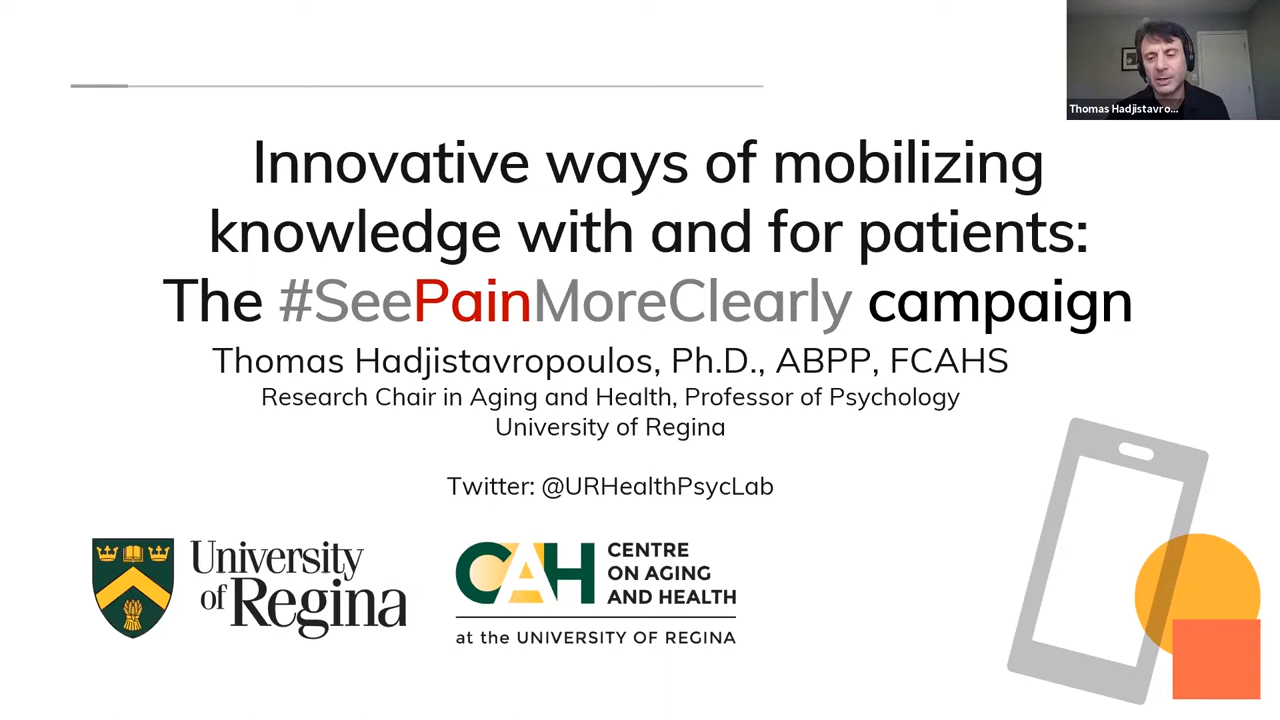 Thomas Hadjistavro...
Innovative ways of mobilizing
knowledge with and for patients:
The #SeePainMoreClearly campaign
Thomas Hadjistavropoulos, Ph.D., ABPP, FCAHS
Research Chair in Aging and Health, Professor of Psychology
University of Regina
Twitter: @URHealthPsycLab
University
of Regina
CAH
CENTRE
ON AGING
AND HEALTH
at the UNIVERSITY OF REGINA